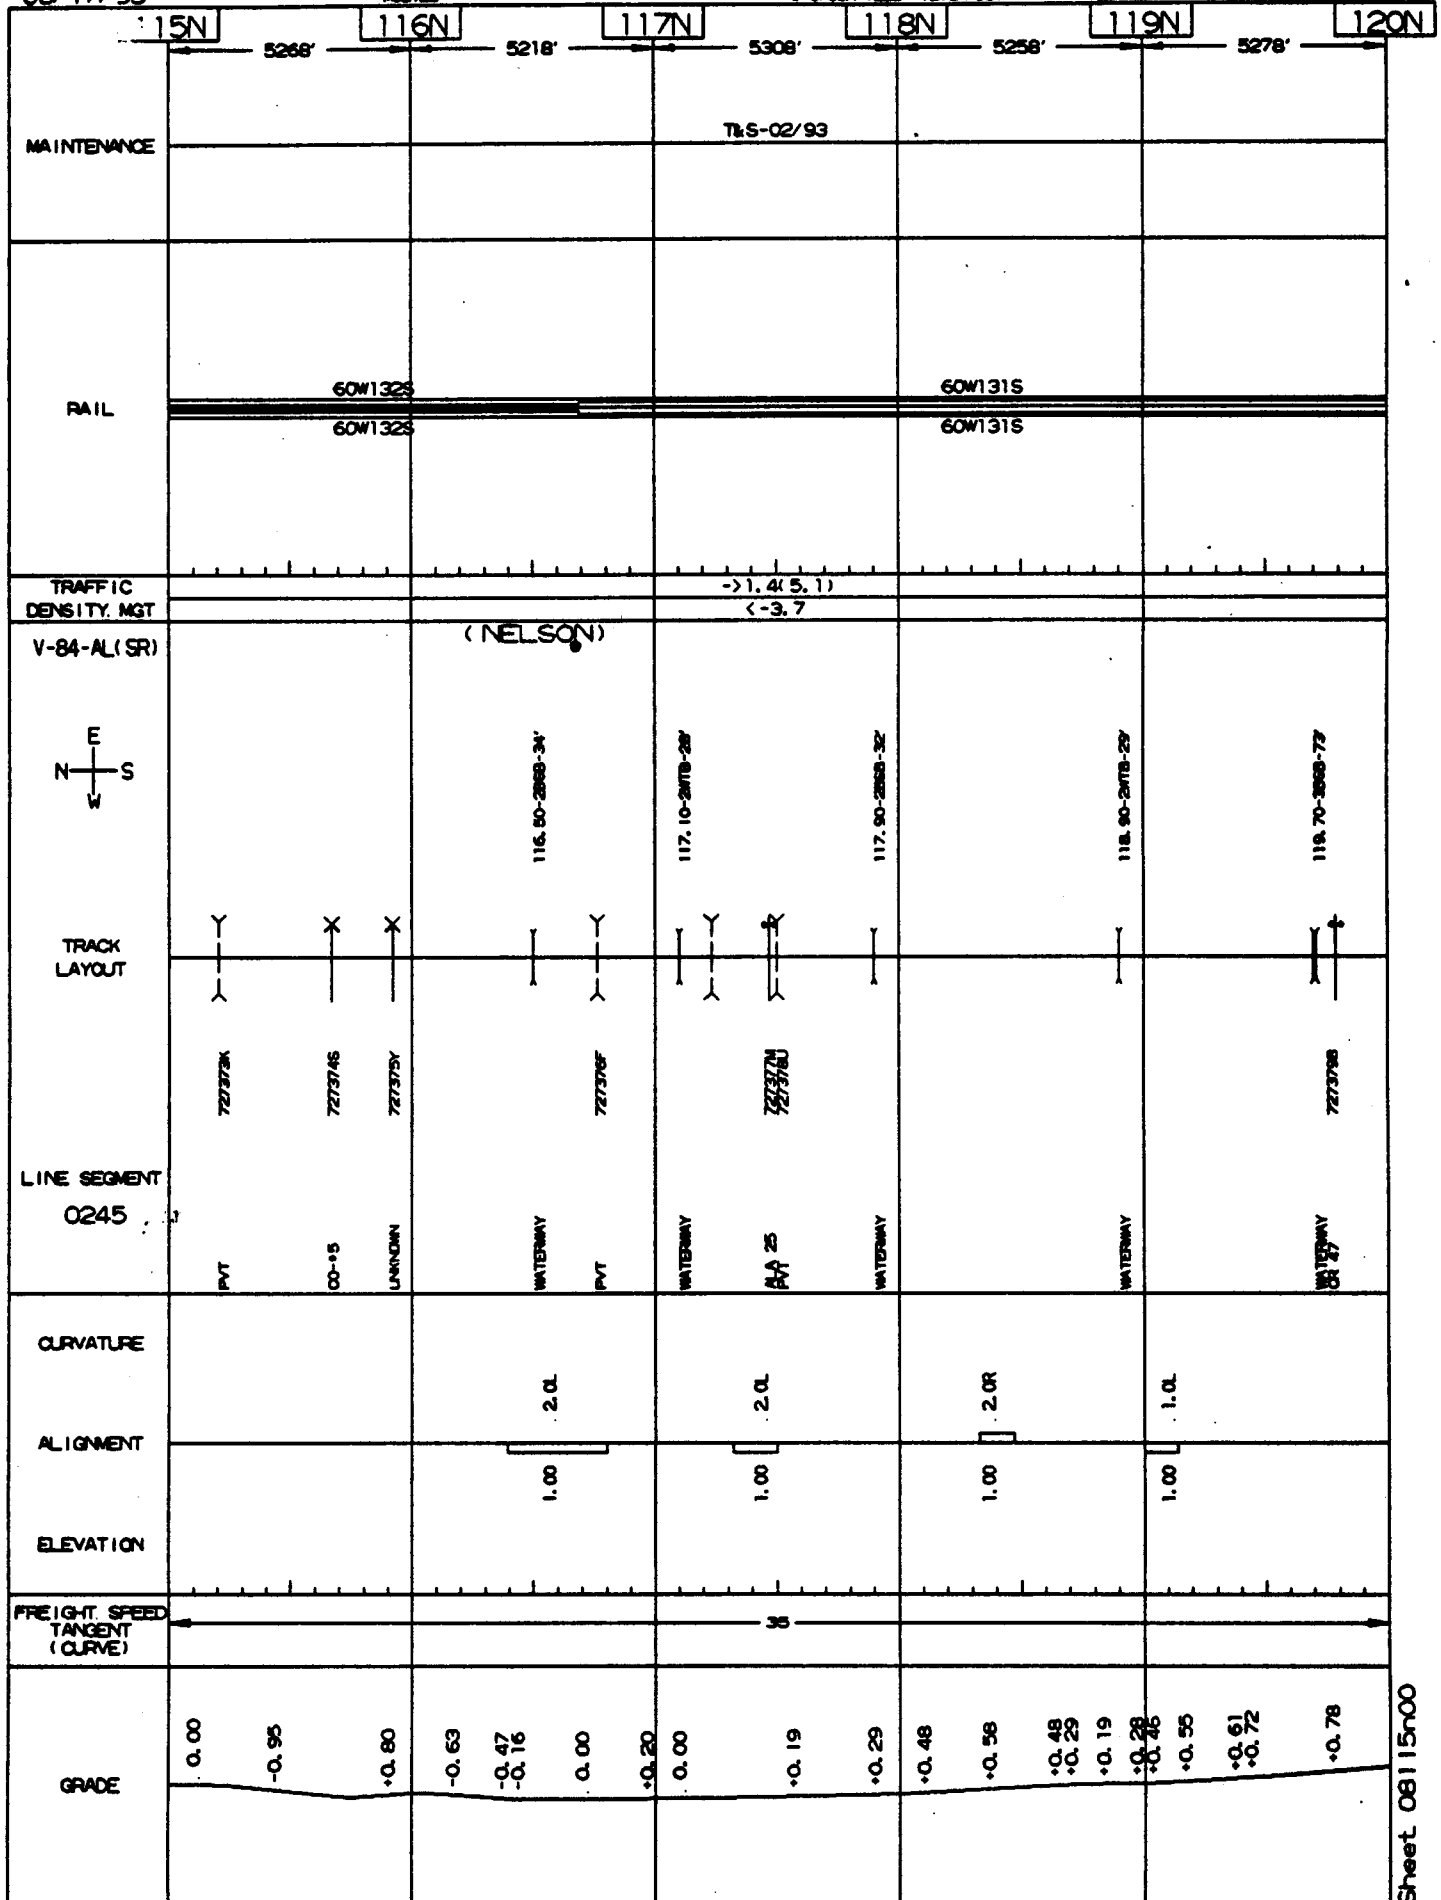 115N 116N 117N 118N 119N 120N
5268' 5218' 5308' 5258' 5278'
MAINTENANCE
T&S-02/93
60W132S 60W131S
RAIL
60W132S 60W131S
TRAFFIC
DENSITY. MGT
->1.4(5.1)
<-3.7
V-84-AL(SR)
(NELSON)
E
N S
W
116.50-2BGB-34'
117.10-2WTB-28'
117.90-2BGB-32'
118.90-2WTB-29'
119.70-3BGB-73'
TRACK
LAYOUT
727373K
727374S
727375Y
727376F
727377M
727378U
727379B
LINE SEGMENT
0245
PVT
CO-*5
UNKNOWN
WATERWAY
PVT
WATERWAY
ALA 25
PVT
WATERWAY
WATERWAY
WATERWAY
CR 47
CURVATURE
2.0L 2.0L 2.0R 1.0L
ALIGNMENT
1.00 1.00 1.00 1.00
ELEVATION
FREIGHT. SPEED
TANGENT
(CURVE)
35
GRADE
0.00
-0.95
+0.80
-0.63
-0.47
-0.16
0.00
+0.20
0.00
+0.19
+0.29
+0.48
+0.58
+0.48
+0.29
+0.19
+0.28
+0.46
+0.55
+0.61
+0.72
+0.78
Sheet 08115n00